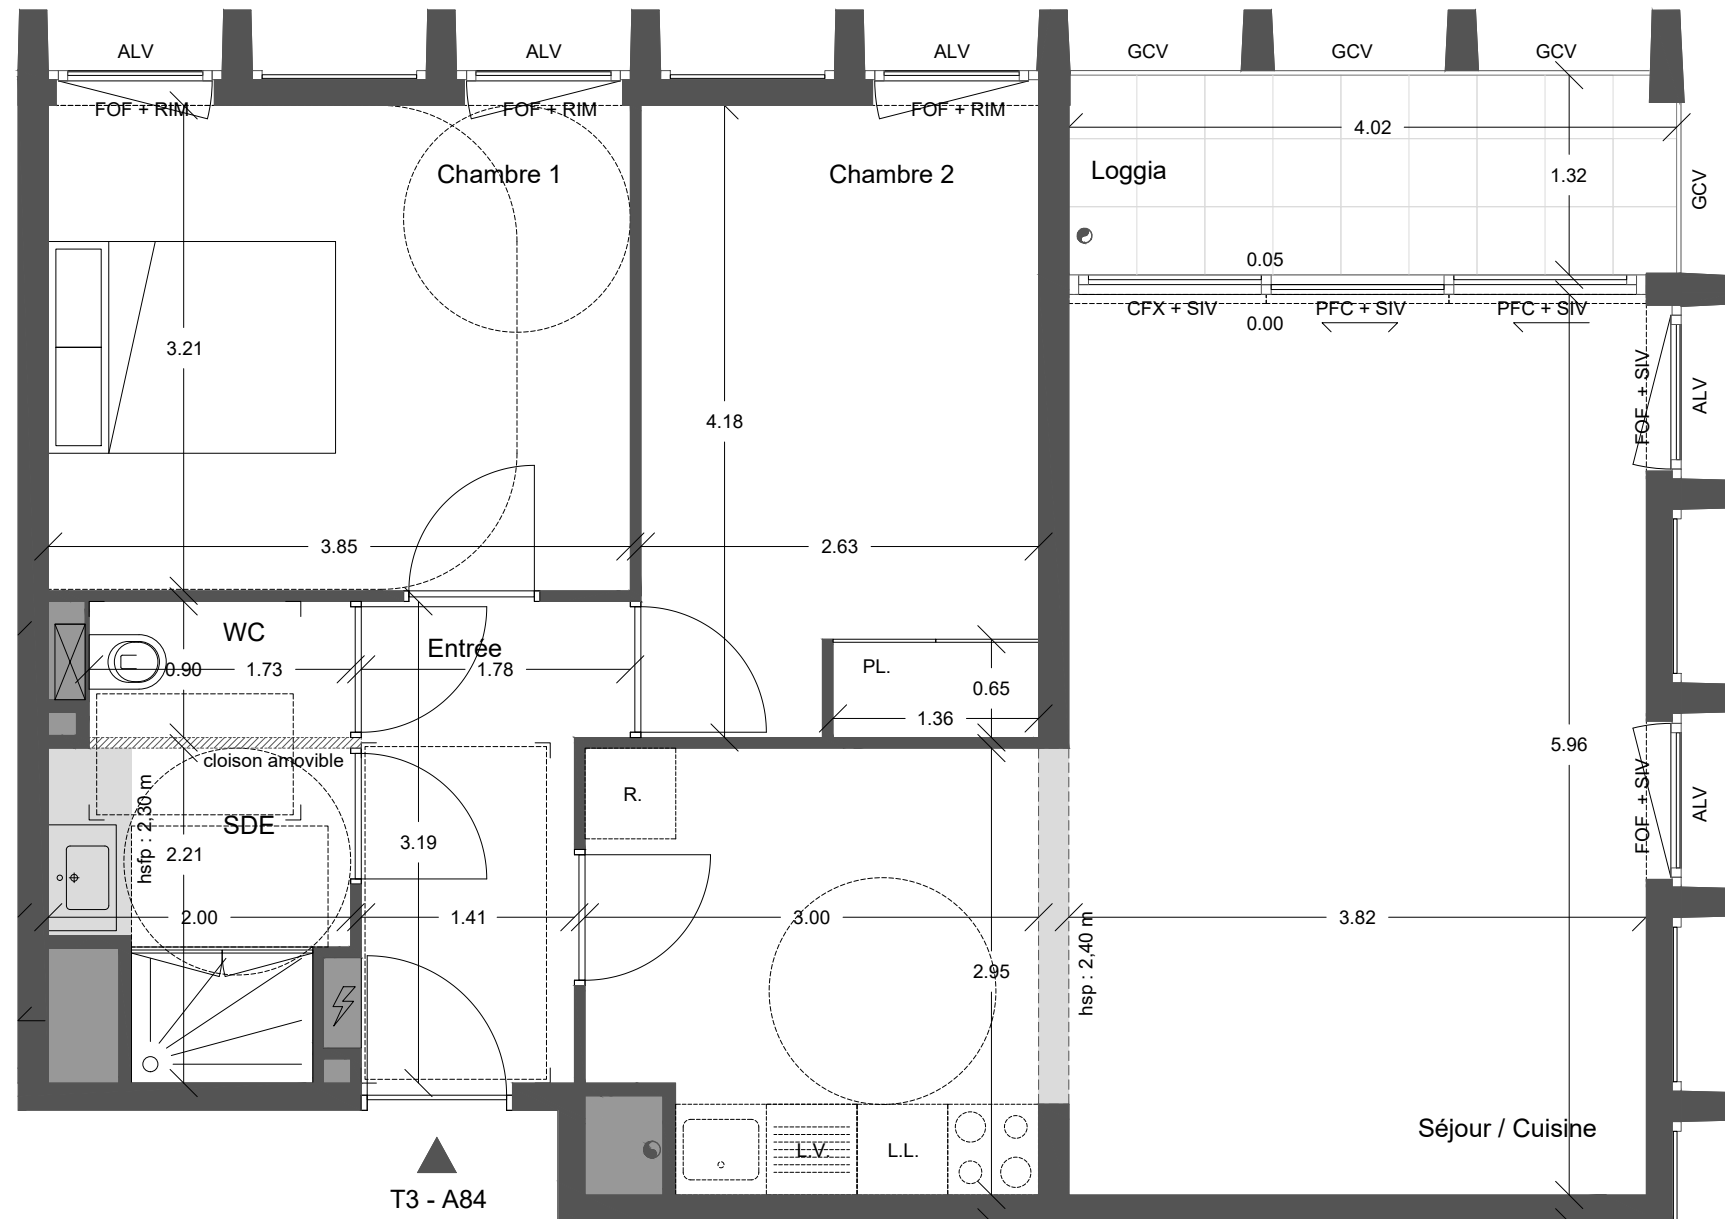 ALV
ALV
ALV
GCV
GCV
GCV
FOF + RIM
FOF + RIM
FOF + RIM
4.02
Chambre 1
Chambre 2
Loggia
1.32
GCV
0.05
CFX + SIV
PFC + SIV
PFC + SIV
0.00
3.21
FOF + SIV
ALV
4.18
3.85
2.63
WC
Entrée
0.90
1.73
1.78
PL.
0.65
1.36
5.96
cloison amovible
R.
hsfp : 2,30 m
SDE
FOF + SIV
ALV
3.19
2.21
2.00
1.41
3.00
3.82
hsp : 2,40 m
2.95
Séjour / Cuisine
L.V.
L.L.
T3 - A84